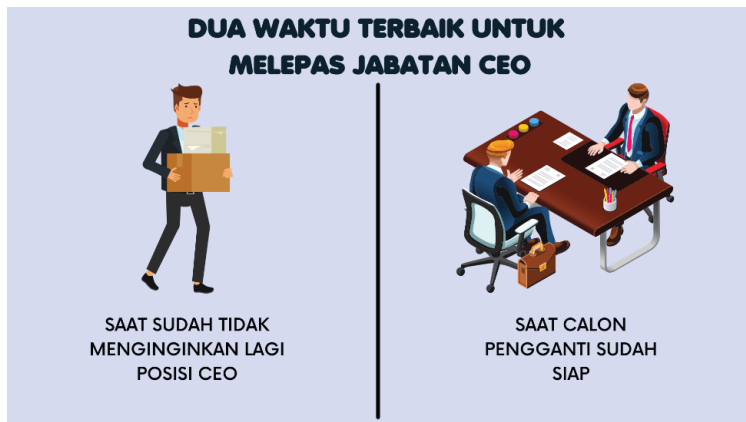 DUA WAKTU TERBAIK UNTUK
MELEPAS JABATAN CEO
SAAT SUDAH TIDAK
MENGINGINKAN LAGI
POSISI CEO
SAAT CALON
PENGGANTI SUDAH
SIAP